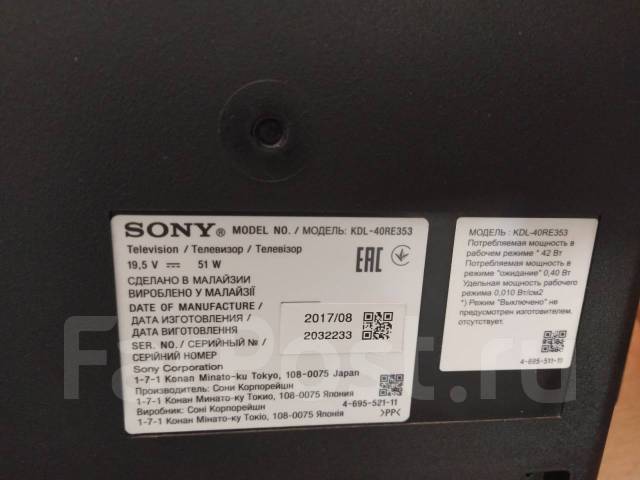 SONY® MODEL NO. / МОДЕЛЬ: KDL-40RE353
Television / Телевизор / Телевізор
19,5 V ⎓ 51 W
EAC
СДЕЛАНО В МАЛАЙЗИИ
ВИРОБЛЕНО У МАЛАЙЗІЇ
DATE OF MANUFACTURE /
ДАТА ИЗГОТОВЛЕНИЯ /
ДАТА ВИГОТОВЛЕННЯ
2017/08
SER. NO. / СЕРИЙНЫЙ № /
СЕРІЙНИЙ НОМЕР
2032233
Sony Corporation
1-7-1 Konan Minato-ku Tokyo, 108-0075 Japan
Производитель: Сони Корпорейшн
1-7-1 Конан Минато-ку Токио, 108-0075 Япония
Виробник: Соні Корпорейшн
1-7-1 Конан Мінато-ку Токіо, 108-0075 Японія
4-695-521-11
>PP<
МОДЕЛЬ : KDL-40RE353
Потребляемая мощность в
рабочем режиме * 42 Вт
Потребляемая мощность в
режиме "ожидание" 0,40 Вт
Удельная мощность рабочего
режима 0,010 Вт/см2
*) Режим "Выключено" не
предусмотрен изготовителем,
отсутствует.
4-695-511-11
FarPost.ru